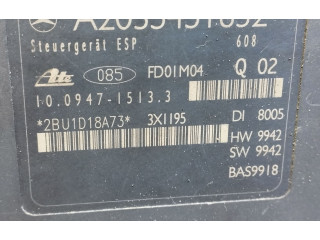 Steuergerät ESP 608
Ate 085 FD01M04 Q 02
10.0947-1513.3
*2BU1D18A73* 3X1195 DI 8005
HW 9942
SW 9942
BAS9918